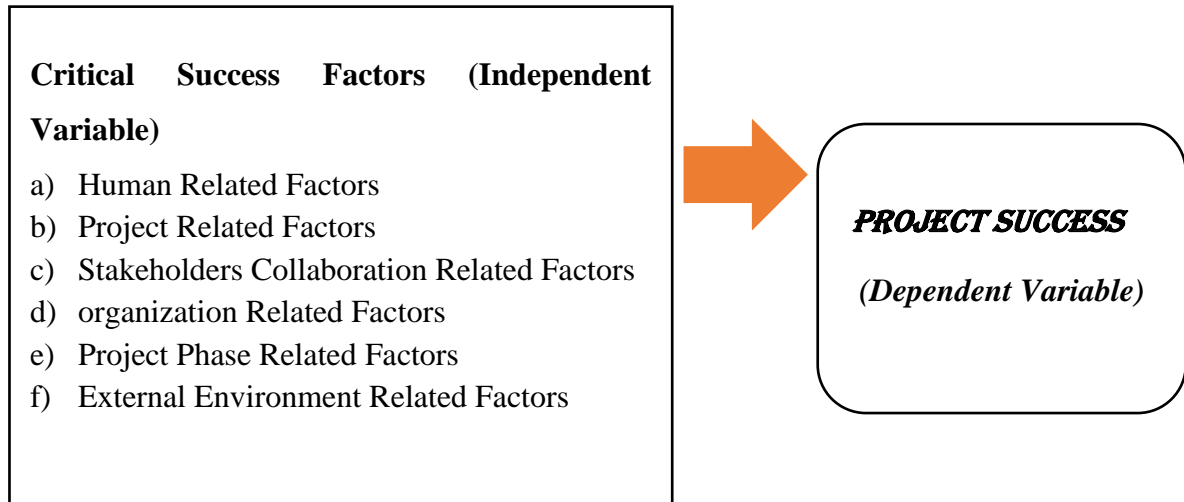 Critical Success Factors (Independent
Variable)
a) Human Related Factors
b) Project Related Factors
c) Stakeholders Collaboration Related Factors
d) organization Related Factors
e) Project Phase Related Factors
f) External Environment Related Factors
PROJECT SUCCESS
(Dependent Variable)